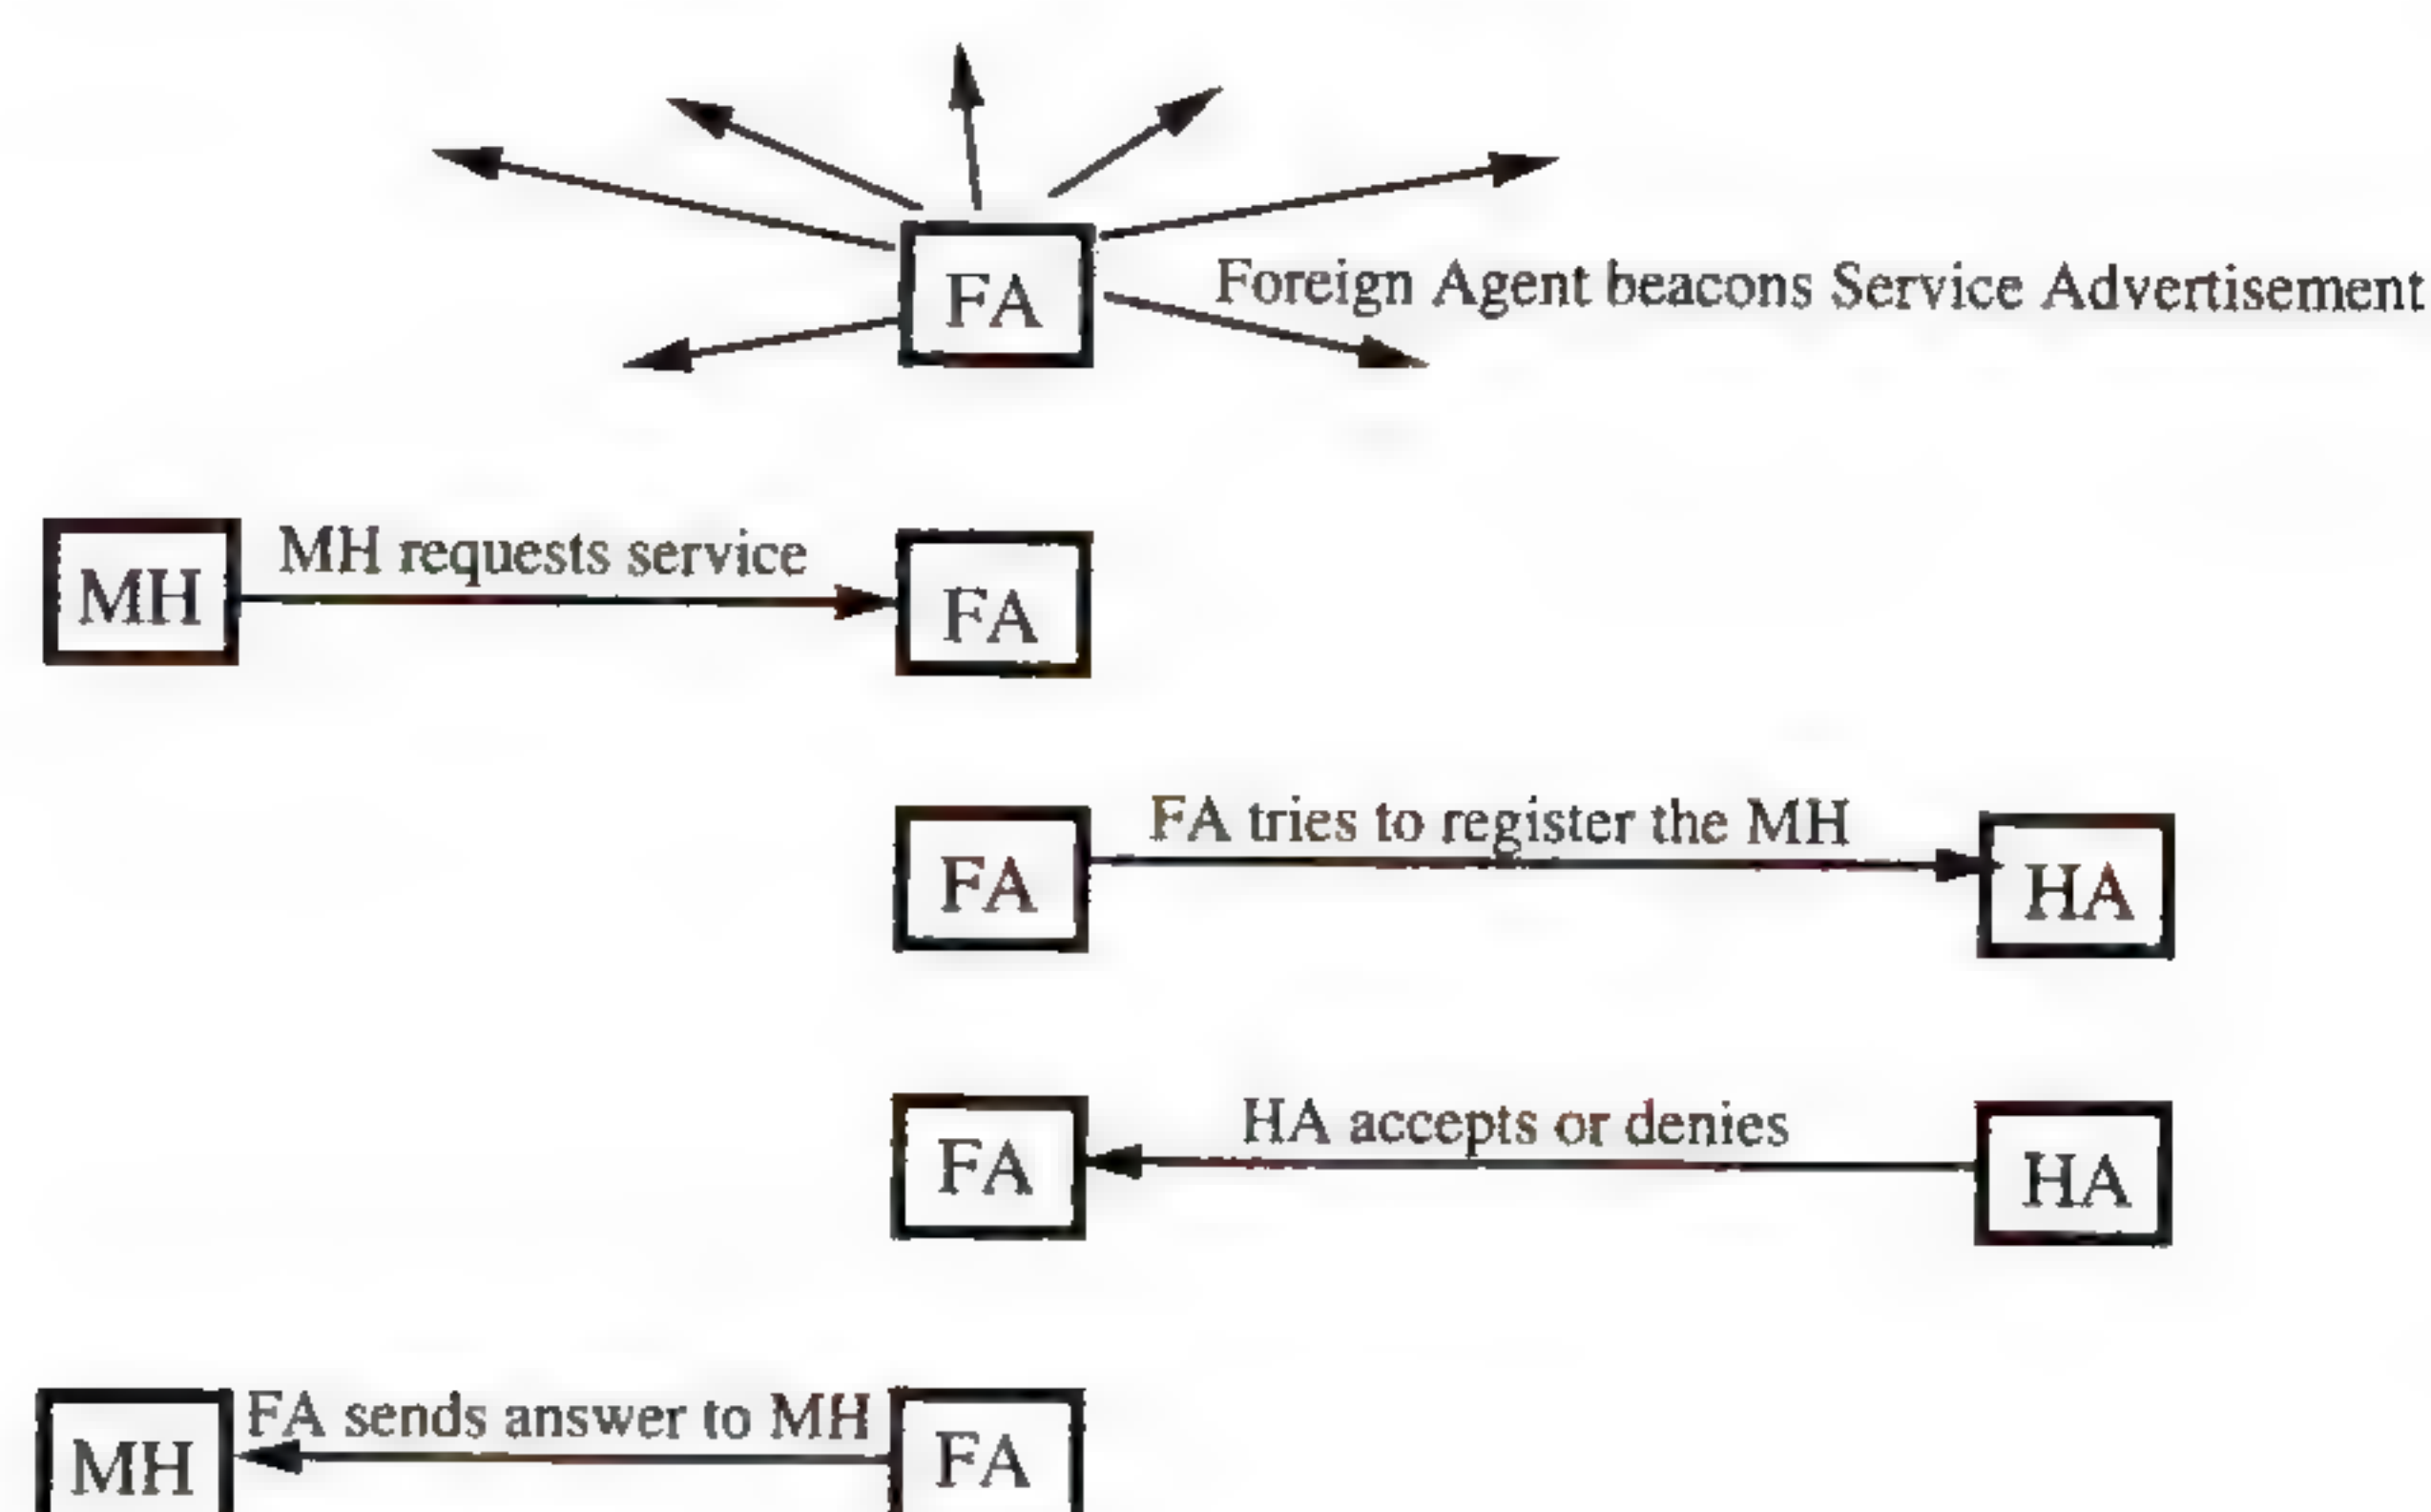 FA
Foreign Agent beacons Service Advertisement
MH
MH requests service
FA
FA
FA tries to register the MH
HA
FA
HA accepts or denies
HA
MH
FA sends answer to MH
FA